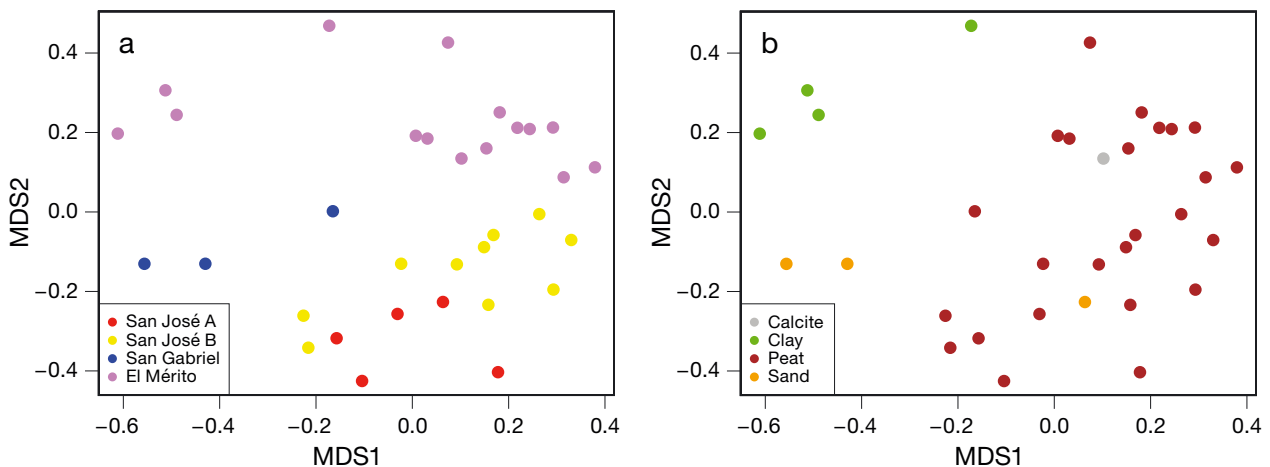 a
0.4
0.2
0.0
−0.2
−0.4
MDS2
San José A
San José B
San Gabriel
El Mérito
−0.6 −0.4 −0.2 0.0 0.2 0.4
MDS1
b
0.4
0.2
0.0
−0.2
−0.4
MDS2
Calcite
Clay
Peat
Sand
−0.6 −0.4 −0.2 0.0 0.2 0.4
MDS1